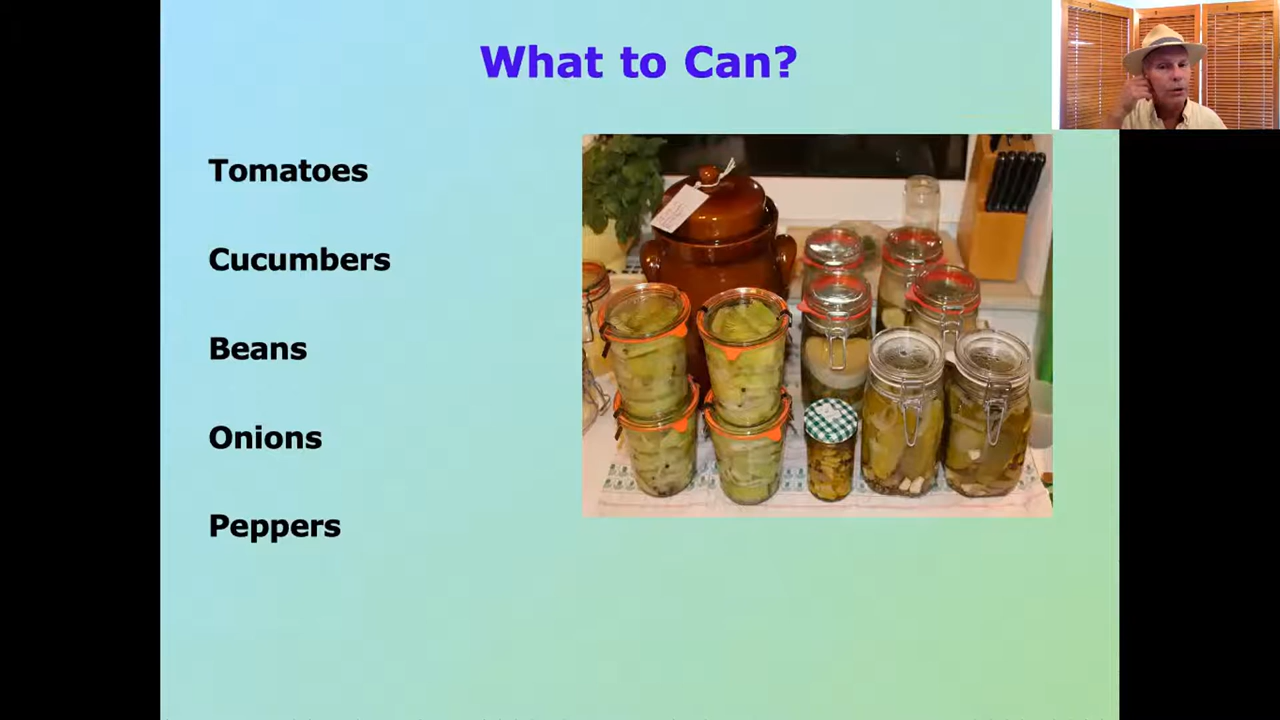 What to Can?
Tomatoes
Cucumbers
Beans
Onions
Peppers